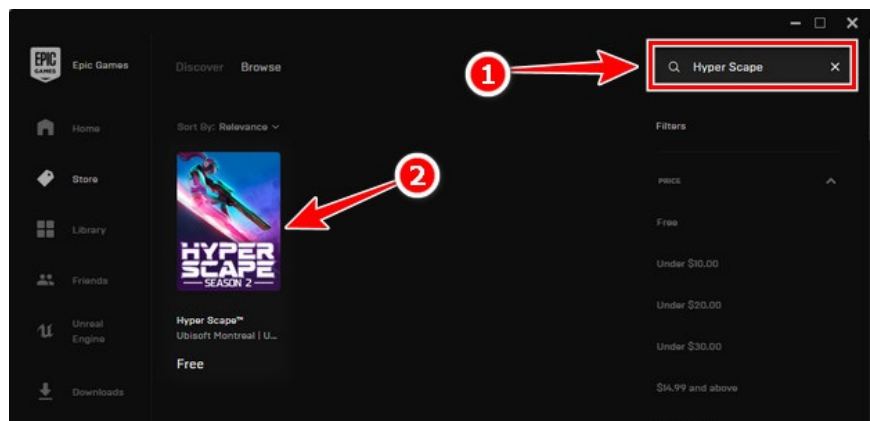 EPIC
GAMES
Epic Games
Discover Browse
1
Hyper Scape
Home
Sort By: Relevance
Filters
Store
2
PRICE
Library
Free
HYPER
SCAPE
SEASON 2
Under $10.00
Friends
Under $20.00
Unreal
Engine
Hyper Scape™
Ubisoft Montreal | U...
Under $30.00
Free
Downloads
$14.99 and above